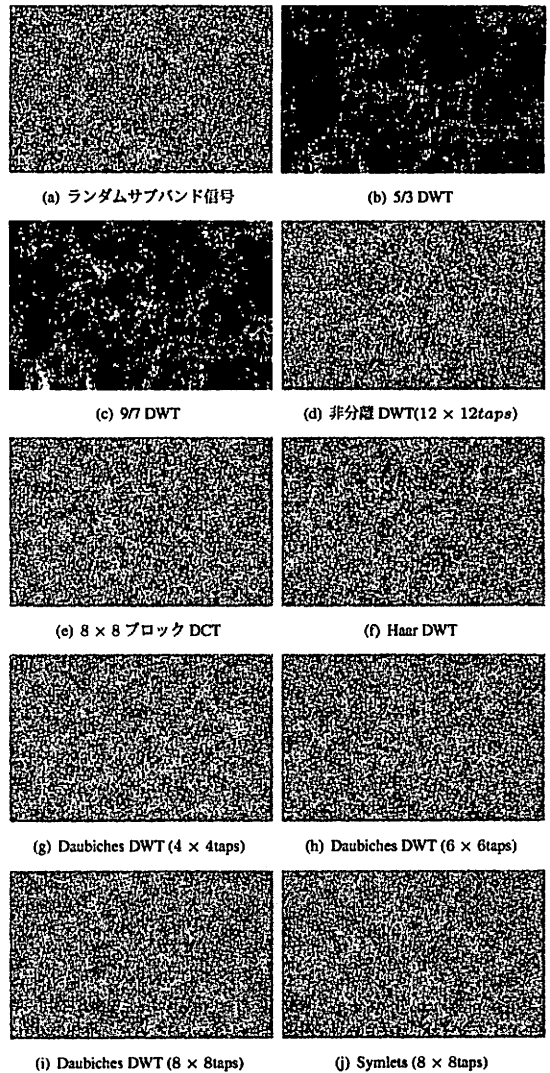 (a) ランダムサブバンド信号
(b) 5/3 DWT
(c) 9/7 DWT
(d) 非分離 DWT(12 × 12taps)
(e) 8 × 8 ブロック DCT
(f) Haar DWT
(g) Daubiches DWT (4 × 4taps)
(h) Daubiches DWT (6 × 6taps)
(i) Daubiches DWT (8 × 8taps)
(j) Symlets (8 × 8taps)